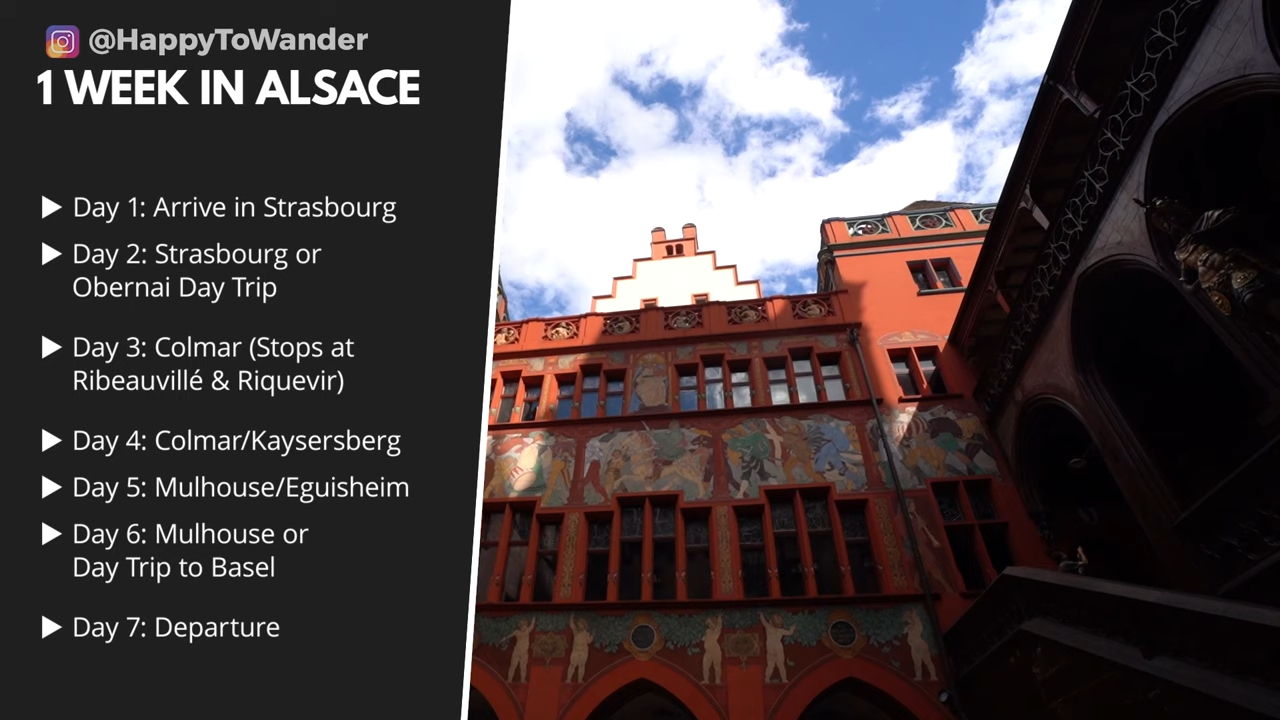 @HappyToWander
1 WEEK IN ALSACE
Day 1: Arrive in Strasbourg
Day 2: Strasbourg or
Obernai Day Trip
Day 3: Colmar (Stops at
Ribeauvillé & Riquevir)
Day 4: Colmar/Kaysersberg
Day 5: Mulhouse/Eguisheim
Day 6: Mulhouse or
Day Trip to Basel
Day 7: Departure